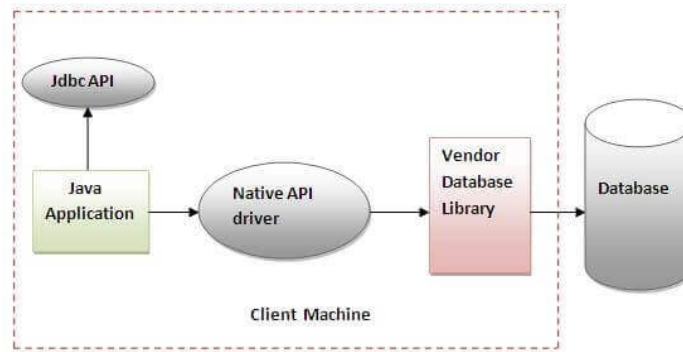 Jdbc API
Java
Application
Native API
driver
Vendor
Database
Library
Database
Client Machine